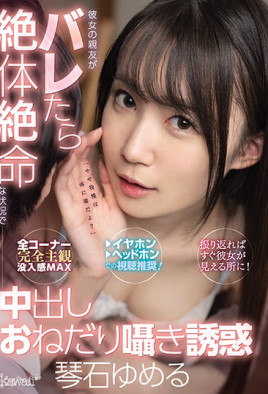 彼女の親友が
バレたら
絶体絶命
な状況で
全コーナー
完全主観
没入感MAX
▶イヤホン
▶ヘッドホン
での視聴推奨!
振り返れば
すぐ彼女が
見える所に!
中出し
おねだり囁き誘惑
kawaii*
琴石ゆめる